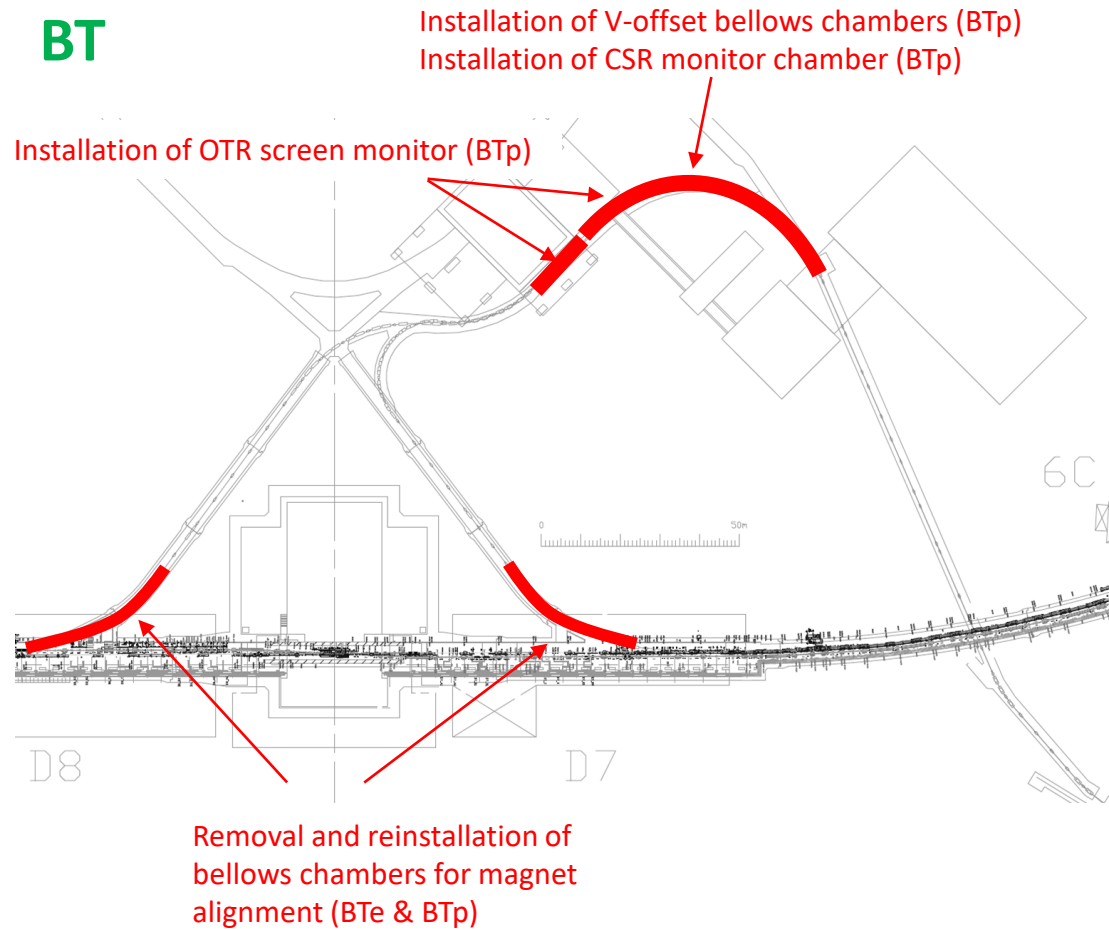 BT
Installation of V-offset bellows chambers (BTp)
Installation of CSR monitor chamber (BTp)
Installation of OTR screen monitor (BTp)
6C
0
50m
D8
D7
Removal and reinstallation of
bellows chambers for magnet
alignment (BTe & BTp)